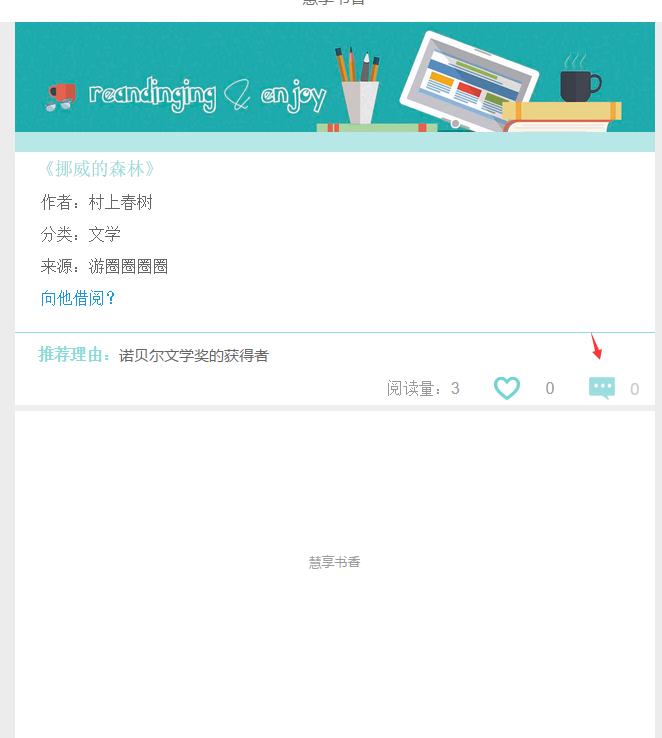 慧享书香
reandinging & enjoy
《挪威的森林》
作者：村上春树
分类：文学
来源：游圈圈圈圈
向他借阅？
推荐理由：诺贝尔文学奖的获得者
阅读量：3 0 0
慧享书香